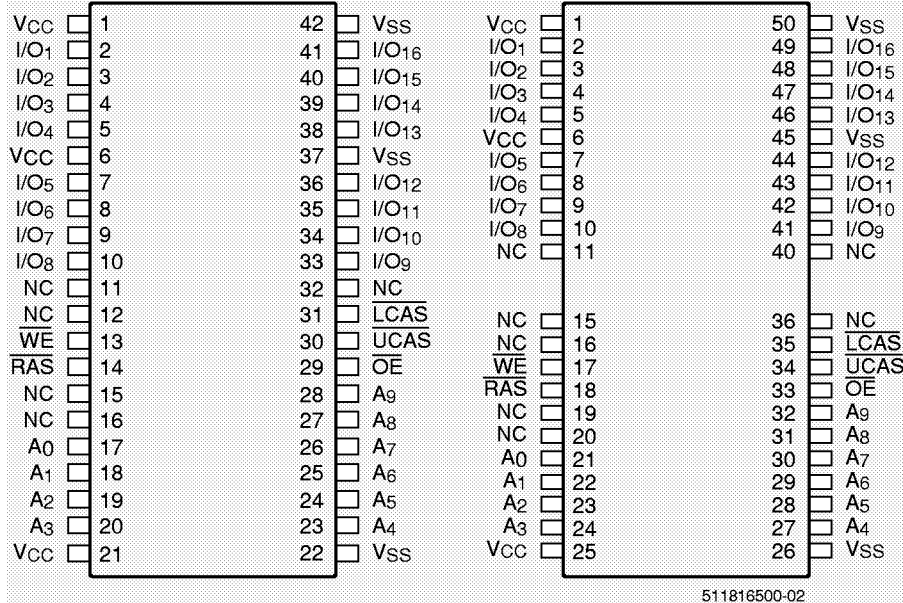 VCC 1 42 VSS
I/O1 2 41 I/O16
I/O2 3 40 I/O15
I/O3 4 39 I/O14
I/O4 5 38 I/O13
VCC 6 37 VSS
I/O5 7 36 I/O12
I/O6 8 35 I/O11
I/O7 9 34 I/O10
I/O8 10 33 I/O9
NC 11 32 NC
NC 12 31 LCAS
WE 13 30 UCAS
RAS 14 29 OE
NC 15 28 A9
NC 16 27 A8
A0 17 26 A7
A1 18 25 A6
A2 19 24 A5
A3 20 23 A4
VCC 21 22 VSS
VCC 1 50 VSS
I/O1 2 49 I/O16
I/O2 3 48 I/O15
I/O3 4 47 I/O14
I/O4 5 46 I/O13
VCC 6 45 VSS
I/O5 7 44 I/O12
I/O6 8 43 I/O11
I/O7 9 42 I/O10
I/O8 10 41 I/O9
NC 11 40 NC
NC 15 36 NC
NC 16 35 LCAS
WE 17 34 UCAS
RAS 18 33 OE
NC 19 32 A9
NC 20 31 A8
A0 21 30 A7
A1 22 29 A6
A2 23 28 A5
A3 24 27 A4
VCC 25 26 VSS
511816500-02